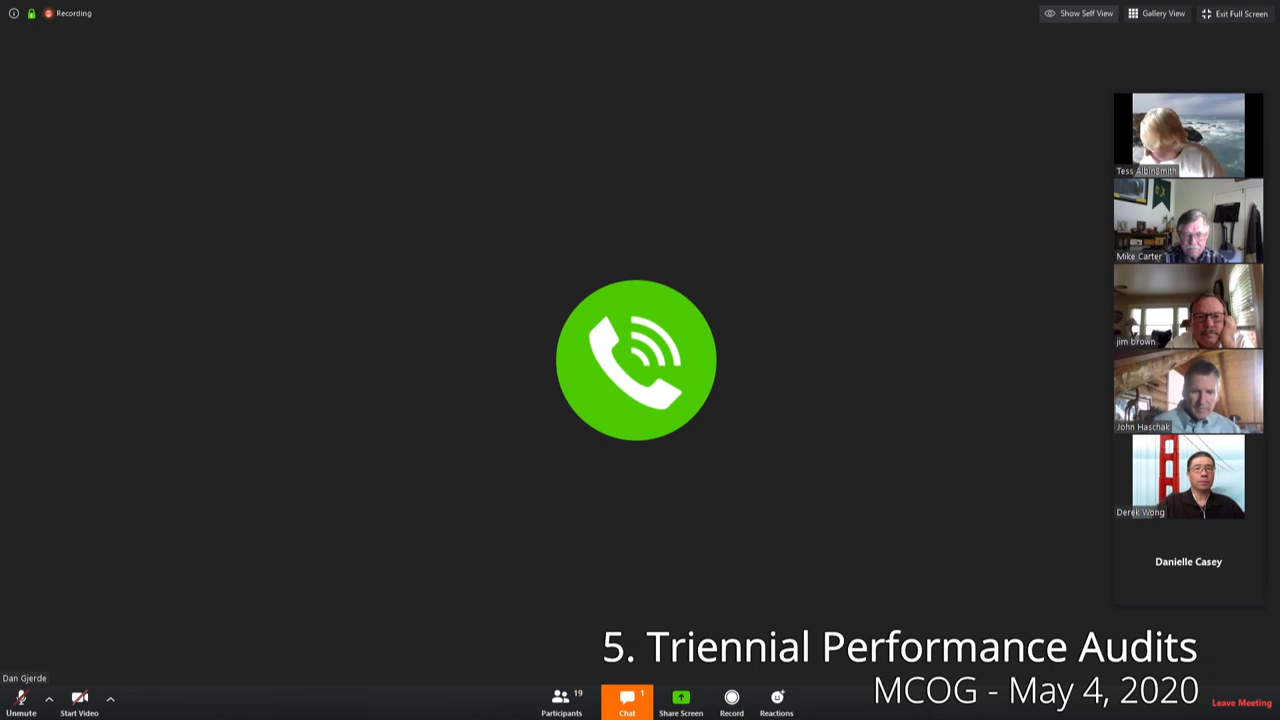 Recording
Show Self View
Gallery View
Exit Full Screen
Tess AlbinSmith
Mike Carter
jim brown
John Haschak
Derek Wong
Danielle Casey
5. Triennial Performance Audits
MCOG - May 4, 2020
Dan Gjerde
Unmute
Start Video
19
Participants
1
Chat
Share Screen
Record
Reactions
Leave Meeting